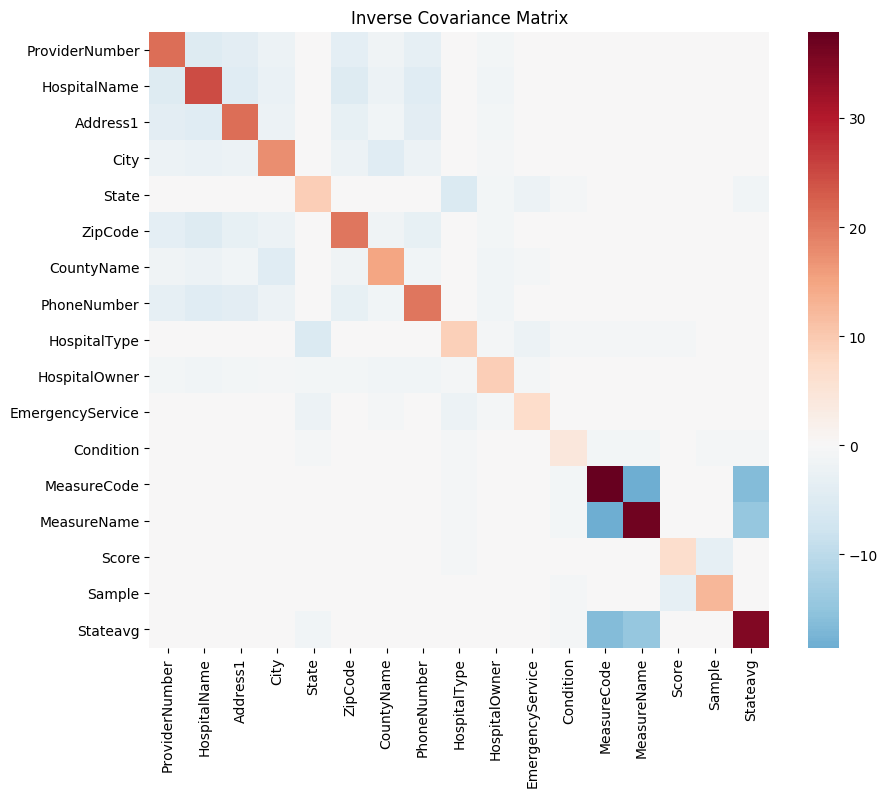 Inverse Covariance Matrix
ProviderNumber
HospitalName
Address1
City
State
ZipCode
CountyName
PhoneNumber
HospitalType
HospitalOwner
EmergencyService
Condition
MeasureCode
MeasureName
Score
Sample
Stateavg
ProviderNumber
HospitalName
Address1
City
State
ZipCode
CountyName
PhoneNumber
HospitalType
HospitalOwner
EmergencyService
Condition
MeasureCode
MeasureName
Score
Sample
Stateavg
30
20
10
0
−10